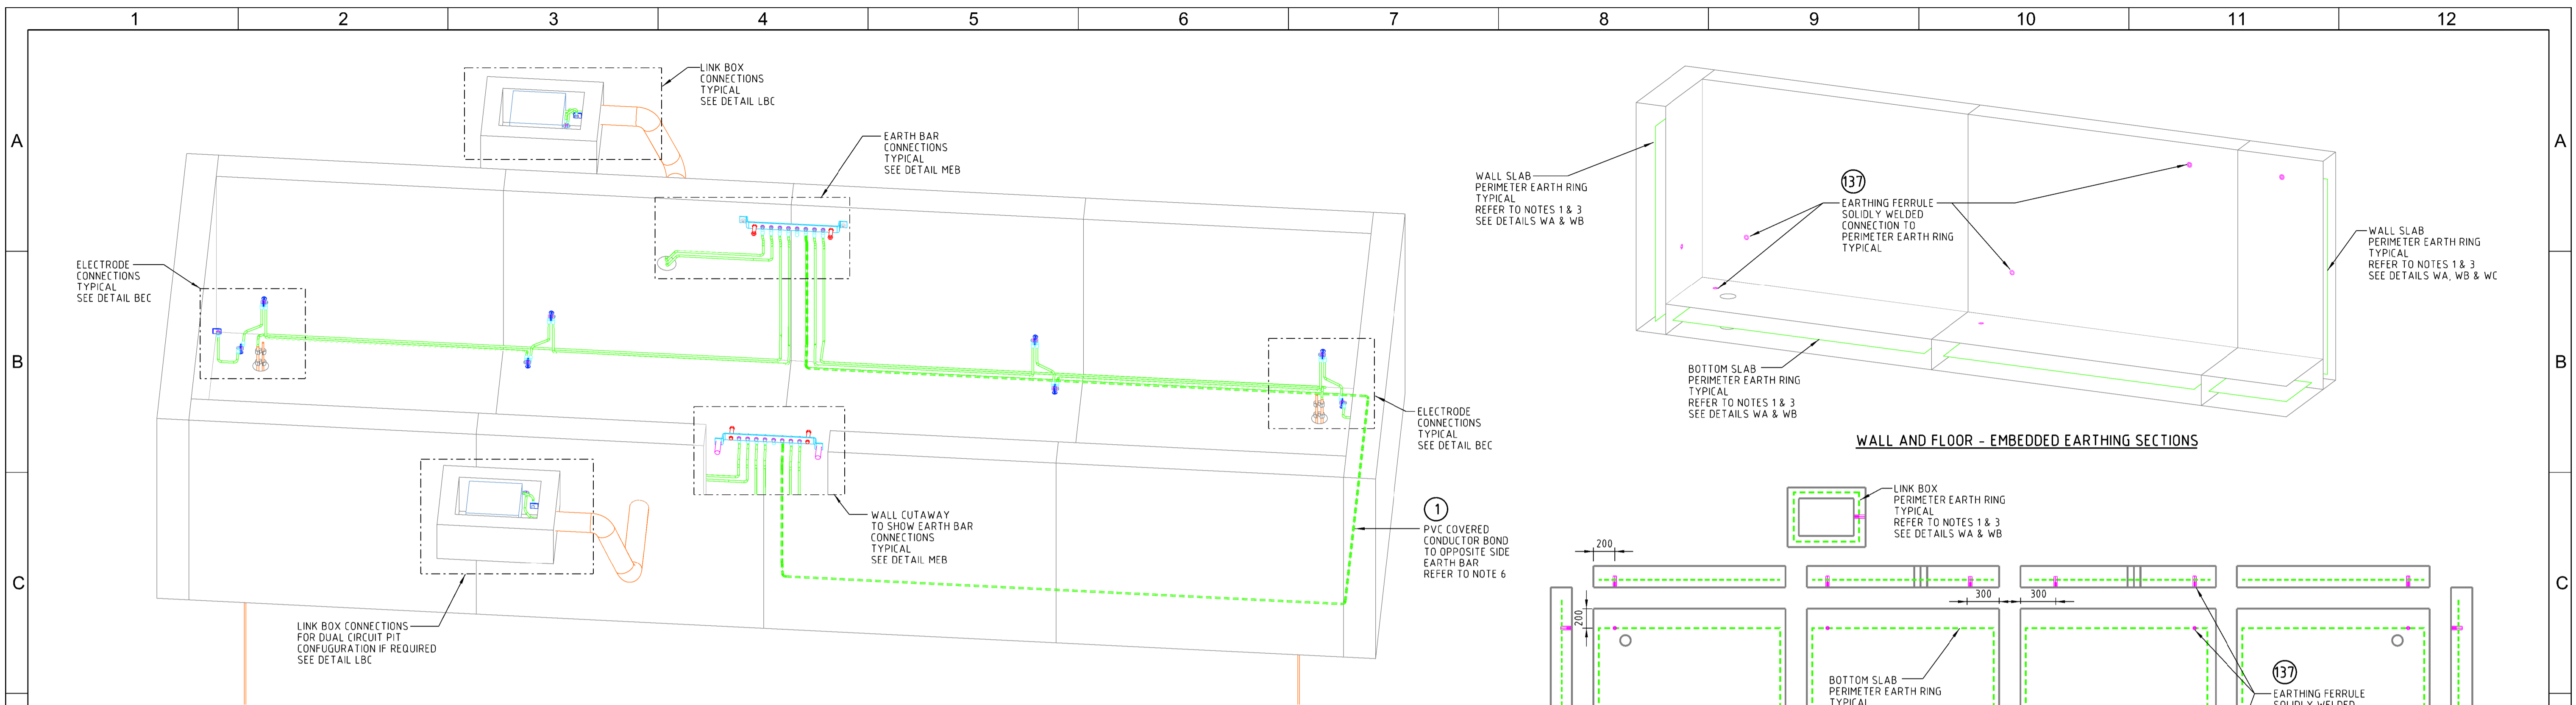 1 2 3 4 5 6 7 8 9 10 11 12
A
A
B
B
C
C
LINK BOX
CONNECTIONS
TYPICAL
SEE DETAIL LBC
EARTH BAR
CONNECTIONS
TYPICAL
SEE DETAIL MEB
ELECTRODE
CONNECTIONS
TYPICAL
SEE DETAIL BEC
ELECTRODE
CONNECTIONS
TYPICAL
SEE DETAIL BEC
WALL CUTAWAY
TO SHOW EARTH BAR
CONNECTIONS
TYPICAL
SEE DETAIL MEB
1
PVC COVERED
CONDUCTOR BOND
TO OPPOSITE SIDE
EARTH BAR
REFER TO NOTE 6
LINK BOX CONNECTIONS
FOR DUAL CIRCUIT PIT
CONFUGURATION IF REQUIRED
SEE DETAIL LBC
WALL SLAB
PERIMETER EARTH RING
TYPICAL
REFER TO NOTES 1 & 3
SEE DETAILS WA & WB
137
EARTHING FERRULE
SOLIDLY WELDED
CONNECTION TO
PERIMETER EARTH RING
TYPICAL
WALL SLAB
PERIMETER EARTH RING
TYPICAL
REFER TO NOTES 1 & 3
SEE DETAILS WA, WB & WC
BOTTOM SLAB
PERIMETER EARTH RING
TYPICAL
REFER TO NOTES 1 & 3
SEE DETAILS WA & WB
WALL AND FLOOR - EMBEDDED EARTHING SECTIONS
LINK BOX
PERIMETER EARTH RING
TYPICAL
REFER TO NOTES 1 & 3
SEE DETAILS WA & WB
200
300
300
200
BOTTOM SLAB
PERIMETER EARTH RING
TYPICAL
137
EARTHING FERRULE
SOLIDLY WELDED